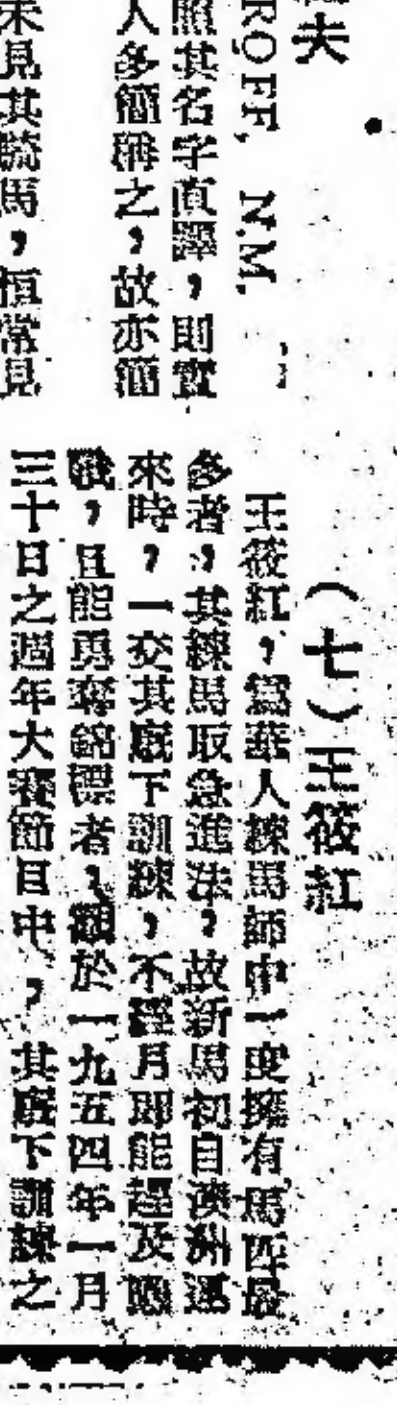 夫
ROFF, N.M.
照其名字直譯，則實
人多簡稱之，故亦簡
未見其騎馬，恒常見
（七）王筱紅
王筱紅，為華人練馬師中一度擁有馬匹最
多者，其練馬取急進法，故新馬初自澳洲運
來時，一交其廐下訓練，不經月即能趕及
戰，且能勇奪錦標者，於一九五四年一月
三十日之週年大賽節目中，其廐下訓練之